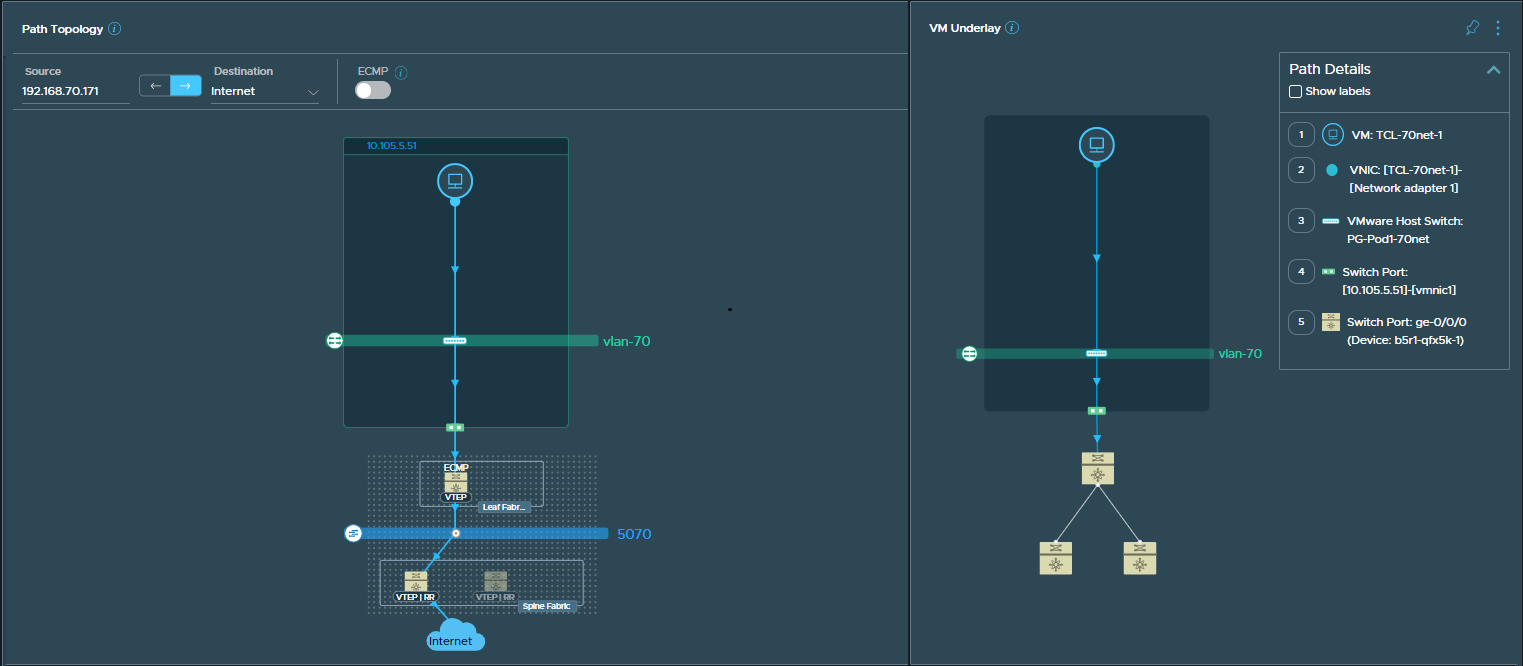 Path Topology
Source
192.168.70.171
Destination
Internet
ECMP
10.105.5.51
vlan-70
ECMP
VTEP
Leaf Fabr...
5070
VTEP | RR
VTEP | RR
Spine Fabric
Internet
VM Underlay
vlan-70
Path Details
Show labels
1 VM: TCL-70net-1
2 VNIC: [TCL-70net-1]-
[Network adapter 1]
3 VMware Host Switch:
PG-Pod1-70net
4 Switch Port:
[10.105.5.51]-[vmnic1]
5 Switch Port: ge-0/0/0
(Device: b5r1-qfx5k-1)